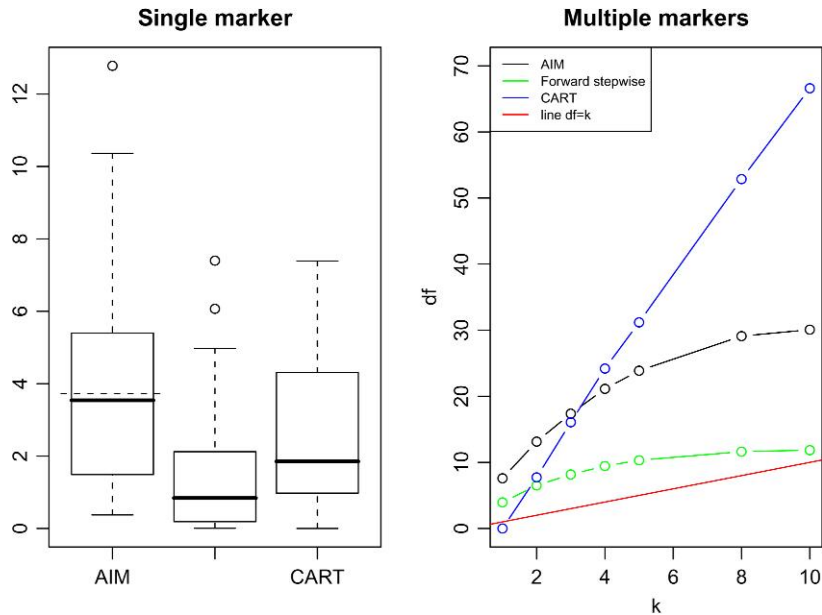 Single marker
12
10
8
6
4
2
0
AIM
CART
Multiple markers
AIM
Forward stepwise
CART
line df=k
70
60
50
40
30
20
10
0
df
2
4
6
8
10
k